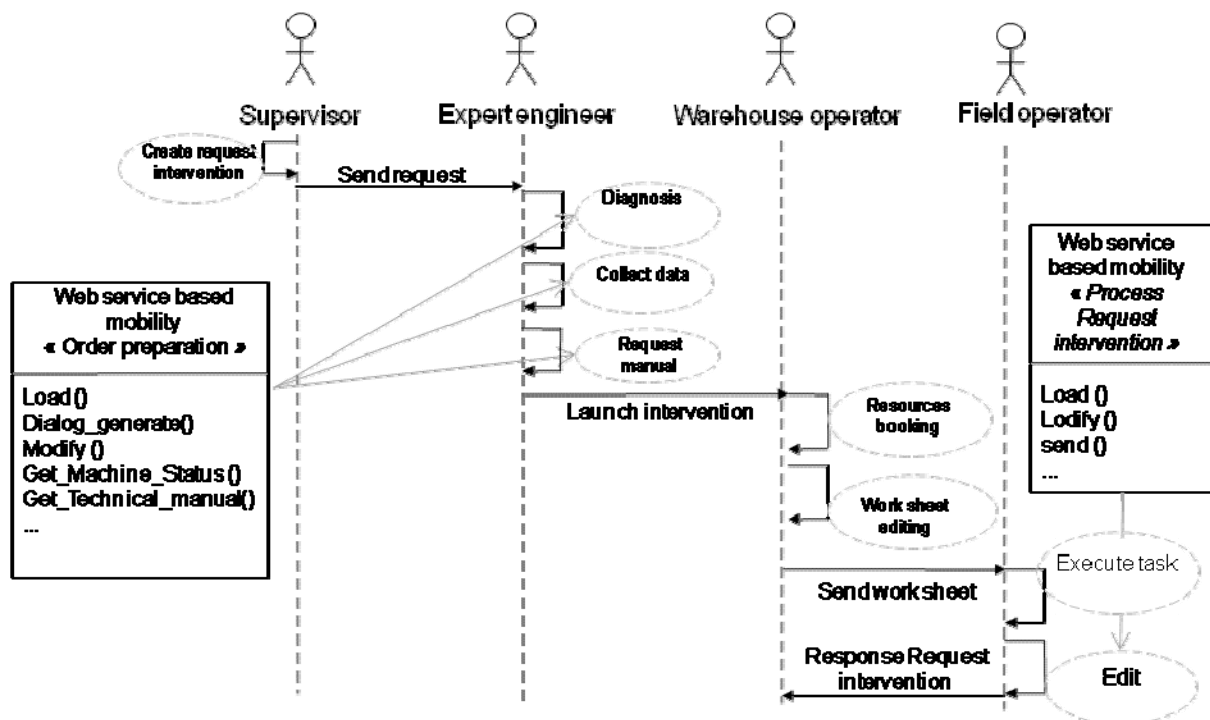 Supervisor
Expert engineer
Warehouse operator
Field operator
Create request
intervention
Send request
Diagnosis
Collect data
Request
manual
Web service based
mobility
« Order preparation »
Load ()
Dialog_generate()
Modify ()
Get_Machine_Status ()
Get_Technical_manual()
...
Launch intervention
Resources
booking
Work sheet
editing
Web service
based mobility
« Process
Request
intervention »
Load ()
Lodify ()
send ()
...
Execute task
Send work sheet
Response Request
intervention
Edit